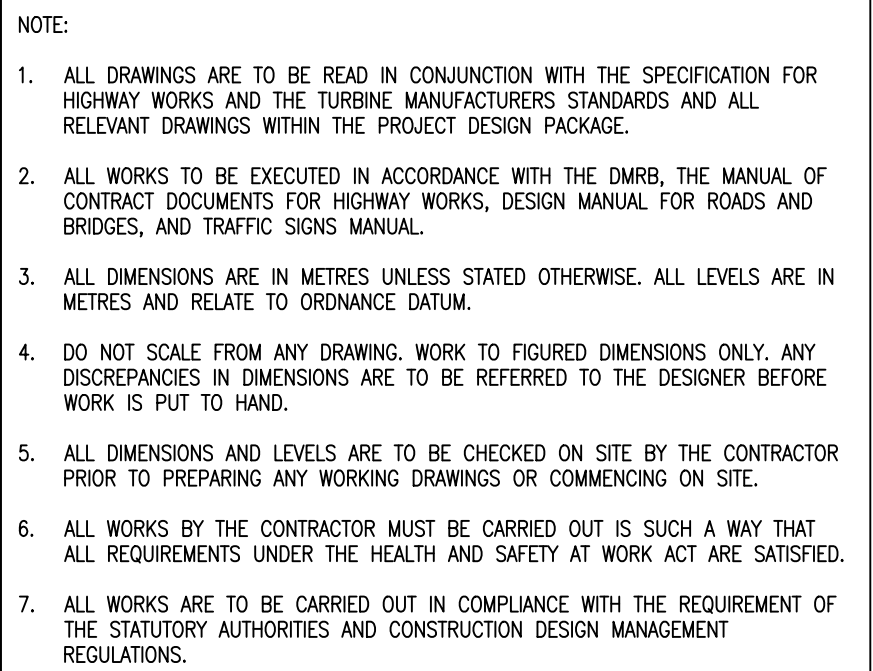 NOTE:
1. ALL DRAWINGS ARE TO BE READ IN CONJUNCTION WITH THE SPECIFICATION FOR
HIGHWAY WORKS AND THE TURBINE MANUFACTURERS STANDARDS AND ALL
RELEVANT DRAWINGS WITHIN THE PROJECT DESIGN PACKAGE.
2. ALL WORKS TO BE EXECUTED IN ACCORDANCE WITH THE DMRB, THE MANUAL OF
CONTRACT DOCUMENTS FOR HIGHWAY WORKS, DESIGN MANUAL FOR ROADS AND
BRIDGES, AND TRAFFIC SIGNS MANUAL.
3. ALL DIMENSIONS ARE IN METRES UNLESS STATED OTHERWISE. ALL LEVELS ARE IN
METRES AND RELATE TO ORDNANCE DATUM.
4. DO NOT SCALE FROM ANY DRAWING. WORK TO FIGURED DIMENSIONS ONLY. ANY
DISCREPANCIES IN DIMENSIONS ARE TO BE REFERRED TO THE DESIGNER BEFORE
WORK IS PUT TO HAND.
5. ALL DIMENSIONS AND LEVELS ARE TO BE CHECKED ON SITE BY THE CONTRACTOR
PRIOR TO PREPARING ANY WORKING DRAWINGS OR COMMENCING ON SITE.
6. ALL WORKS BY THE CONTRACTOR MUST BE CARRIED OUT IS SUCH A WAY THAT
ALL REQUIREMENTS UNDER THE HEALTH AND SAFETY AT WORK ACT ARE SATISFIED.
7. ALL WORKS ARE TO BE CARRIED OUT IN COMPLIANCE WITH THE REQUIREMENT OF
THE STATUTORY AUTHORITIES AND CONSTRUCTION DESIGN MANAGEMENT
REGULATIONS.